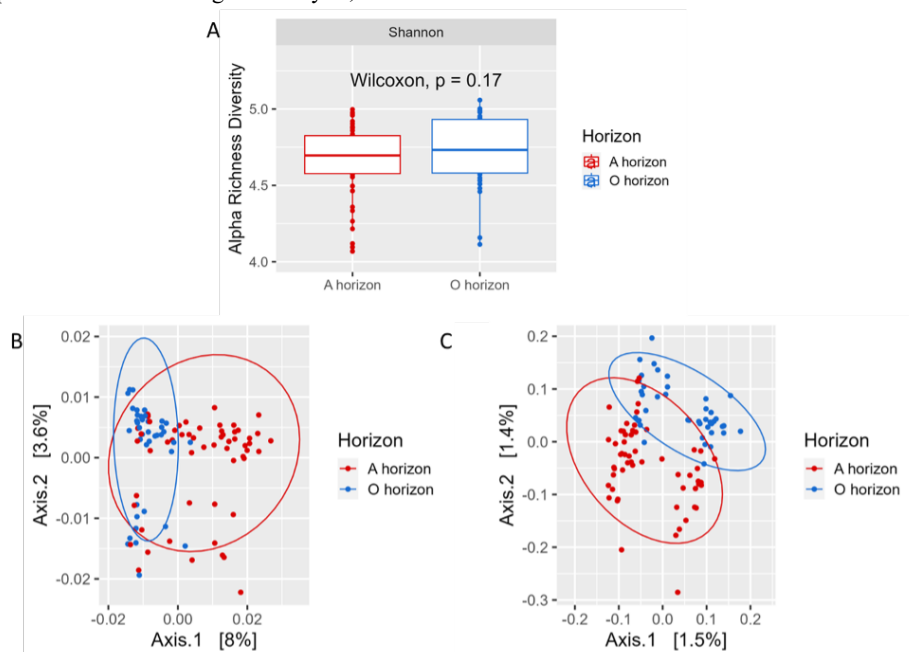 A
Shannon
Wilcoxon, p = 0.17
Alpha Richness Diversity
5.0
4.5
4.0
A horizon
O horizon
Horizon
A horizon
O horizon
B
0.02
0.01
0.00
-0.01
-0.02
Axis.2 [3.6%]
-0.02
0.00
0.02
Axis.1 [8%]
Horizon
A horizon
O horizon
C
0.2
0.1
0.0
-0.1
-0.2
-0.3
Axis.2 [1.4%]
-0.2
-0.1
0.0
0.1
0.2
Axis.1 [1.5%]
Horizon
A horizon
O horizon